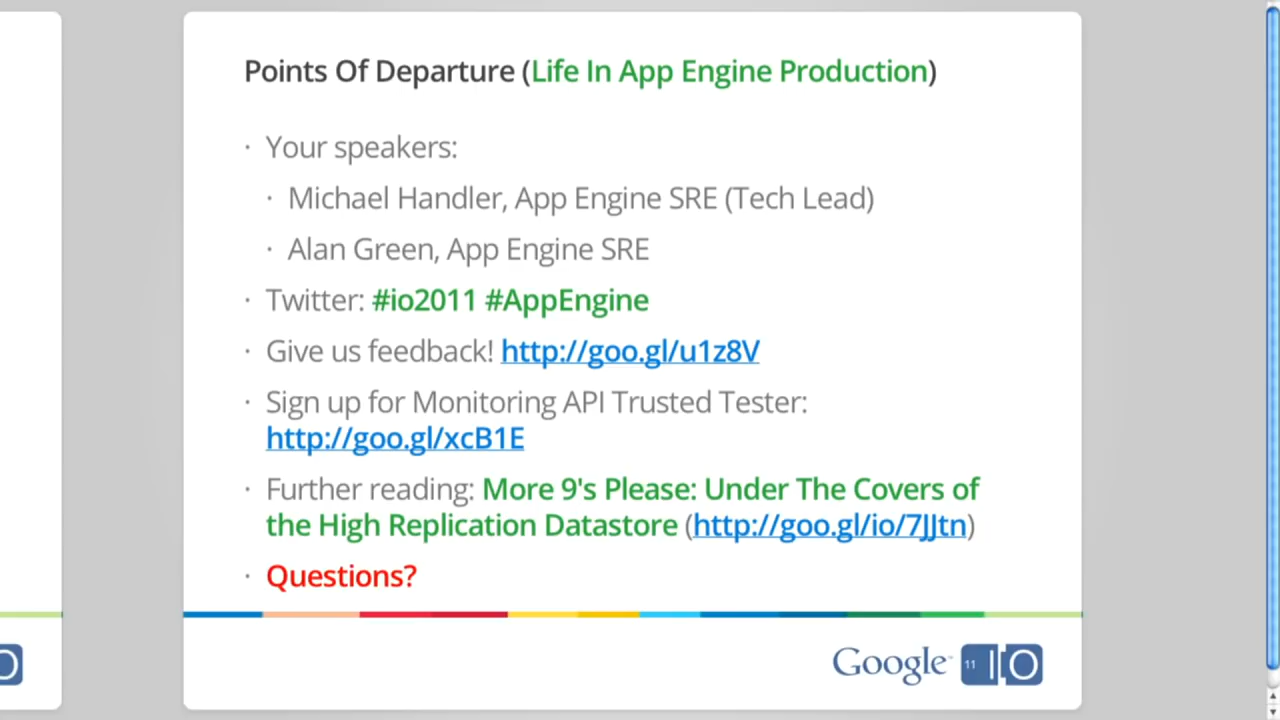 Points Of Departure (Life In App Engine Production)
· Your speakers:
· Michael Handler, App Engine SRE (Tech Lead)
· Alan Green, App Engine SRE
· Twitter: #io2011 #AppEngine
· Give us feedback! http://goo.gl/u1z8V
· Sign up for Monitoring API Trusted Tester:
http://goo.gl/xcB1E
· Further reading: More 9's Please: Under The Covers of
the High Replication Datastore (http://goo.gl/io/7JJtn)
· Questions?
O
Google™ 11 IO